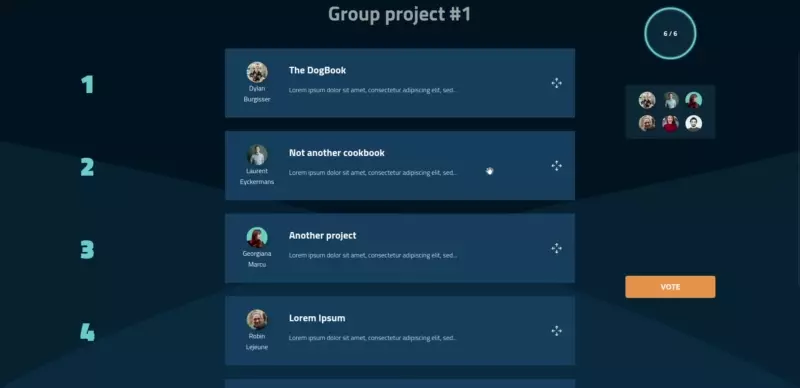 Group project #1
6 / 6
1
The DogBook
Dylan
Burgisser
Lorem ipsum dolor sit amet, consectetur adipiscing elit, sed...
2
Not another cookbook
Laurent
Eyckermans
Lorem ipsum dolor sit amet, consectetur adipiscing elit, sed...
3
Another project
Georgiana
Marcu
Lorem ipsum dolor sit amet, consectetur adipiscing elit, sed...
VOTE
4
Lorem Ipsum
Robin
Lejeune
Lorem ipsum dolor sit amet, consectetur adipiscing elit, sed...